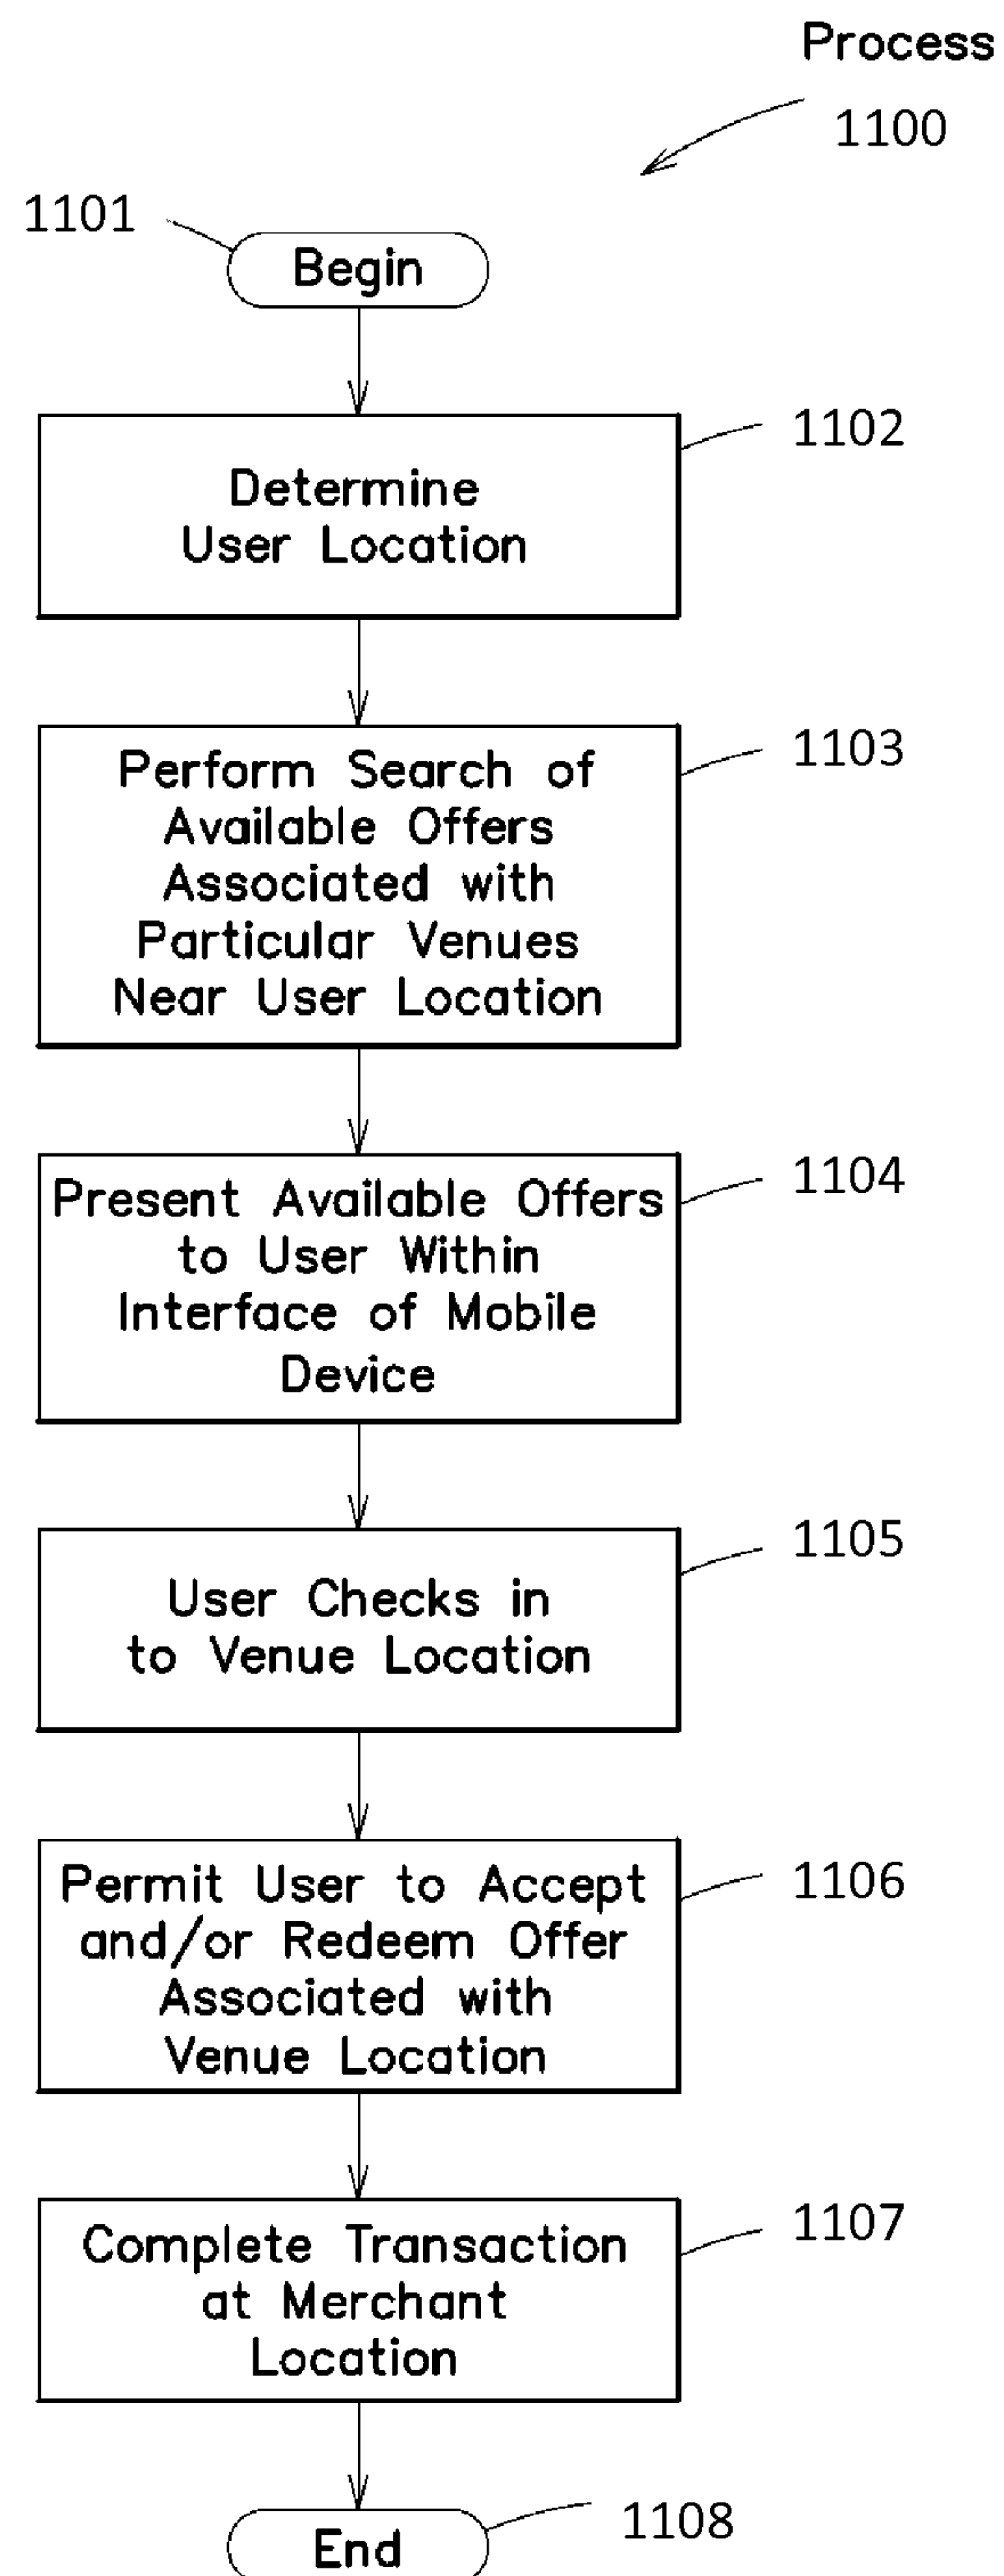 Process
1100
1101
Begin
1102
Determine
User Location
1103
Perform Search of
Available Offers
Associated with
Particular Venues
Near User Location
1104
Present Available Offers
to User Within
Interface of Mobile
Device
1105
User Checks in
to Venue Location
1106
Permit User to Accept
and/or Redeem Offer
Associated with
Venue Location
1107
Complete Transaction
at Merchant
Location
1108
End